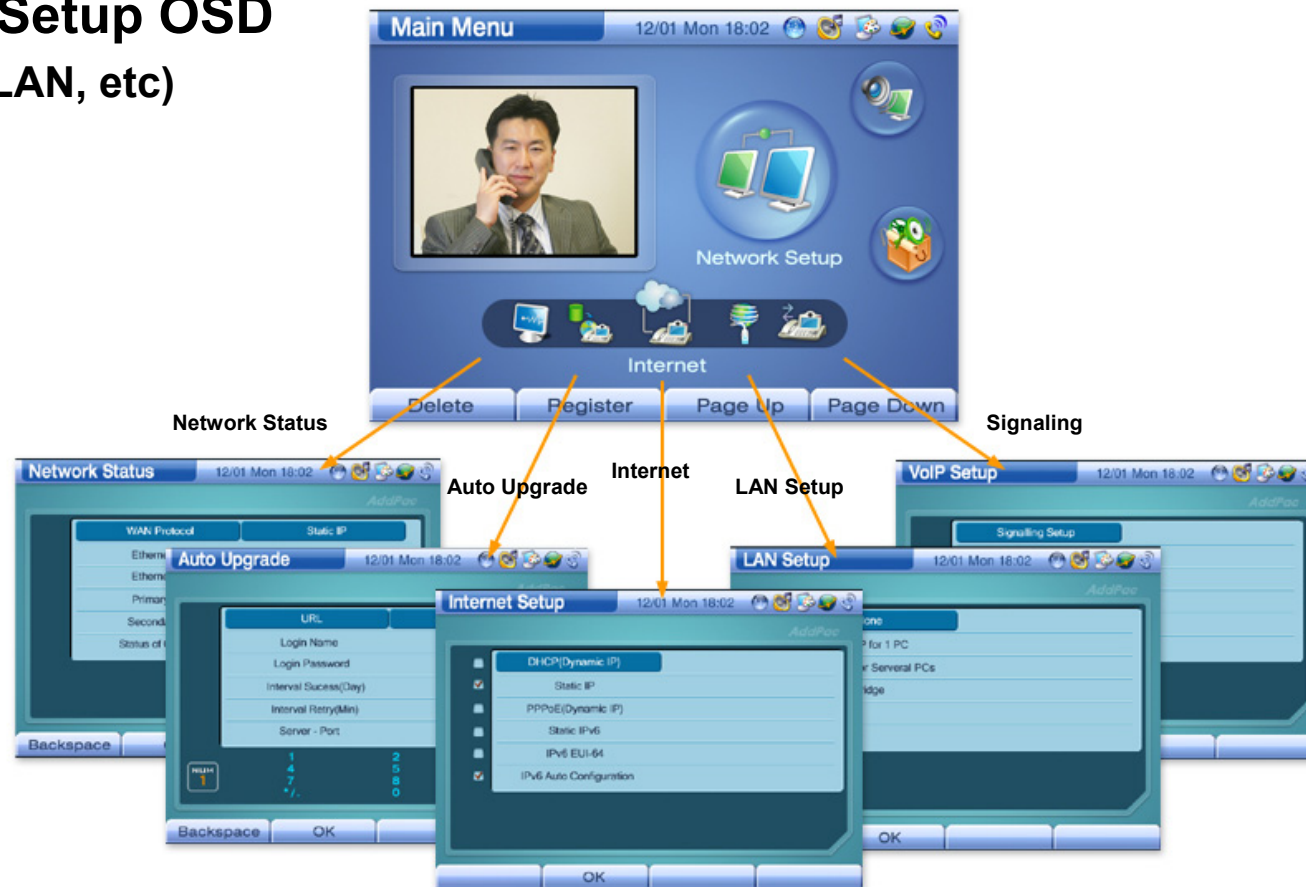 Setup OSD
LAN, etc)
Main Menu
12/01 Mon 18:02
Network Setup
Internet
Delete
Register
Page Up
Page Down
Network Status
Auto Upgrade
Internet
LAN Setup
Signaling
Network Status
12/01 Mon 18:02
AddPac
WAN Protocol
Static IP
Primary
Status of
Backspace
Auto Upgrade
12/01 Mon 18:02
URL
Login Name
Login Password
Interval Sucess(Day)
Interval Retry(Min)
Server - Port
NUM
1
1 2
4 5
7 8
*/. 0
Backspace
OK
Internet Setup
12/01 Mon 18:02
AddPac
DHCP(Dynamic IP)
Static IP
PPPoE(Dynamic IP)
Static IPv6
IPv6 EUI-64
IPv6 Auto Configuration
OK
LAN Setup
12/01 Mon 18:02
AddPac
for 1 PC
Serveral PCs
OK
VoIP Setup
12/01 Mon 18:02
AddPac
Signalling Setup